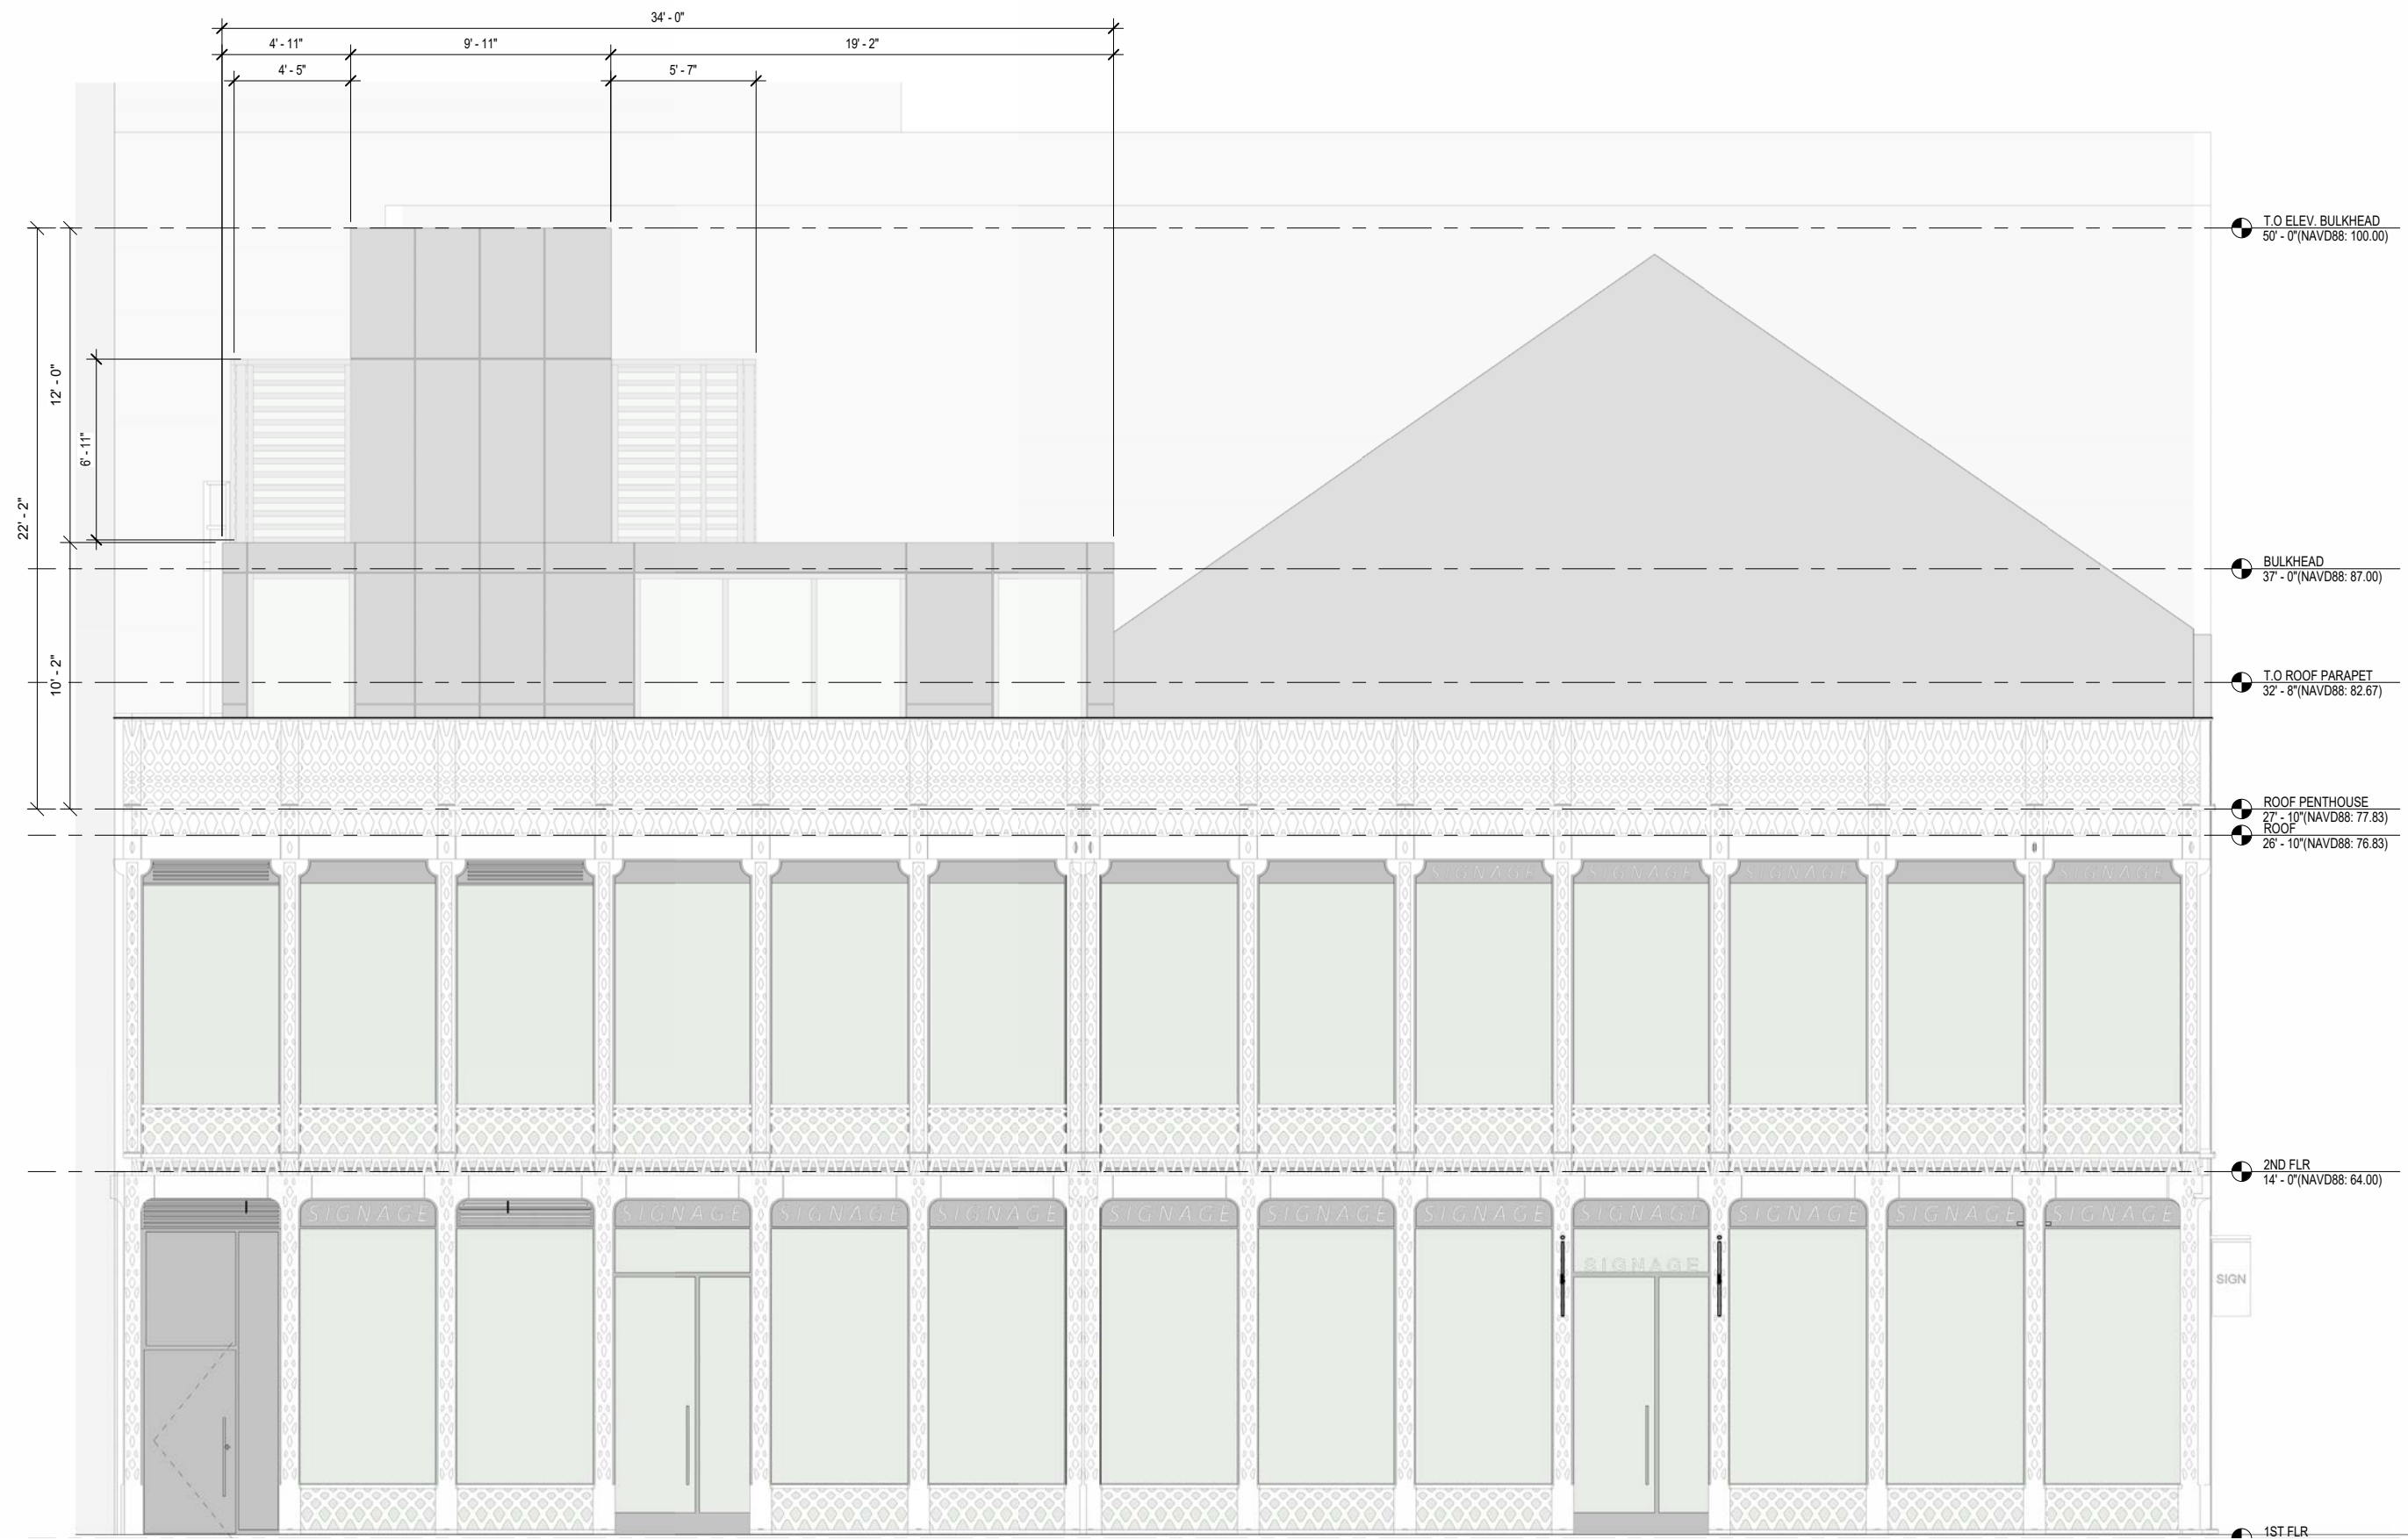 34' - 0"
4' - 11"
9' - 11"
19' - 2"
4' - 5"
5' - 7"
T.O ELEV. BULKHEAD
50' - 0"(NAVD88: 100.00)
12' - 0"
6' - 11"
22' - 2"
BULKHEAD
37' - 0"(NAVD88: 87.00)
10' - 2"
T.O ROOF PARAPET
32' - 8"(NAVD88: 82.67)
ROOF PENTHOUSE
27' - 10"(NAVD88: 77.83)
ROOF
26' - 10"(NAVD88: 76.83)
SIGNAGE
SIGNAGE
SIGNAGE
SIGNAGE
2ND FLR
14' - 0"(NAVD88: 64.00)
SIGNAGE
SIGNAGE
SIGNAGE
SIGNAGE
SIGNAGE
SIGNAGE
SIGNAGE
SIGNAGE
SIGNAGE
SIGNAGE
SIGNAGE
SIGNAGE
SIGN
1ST FLR